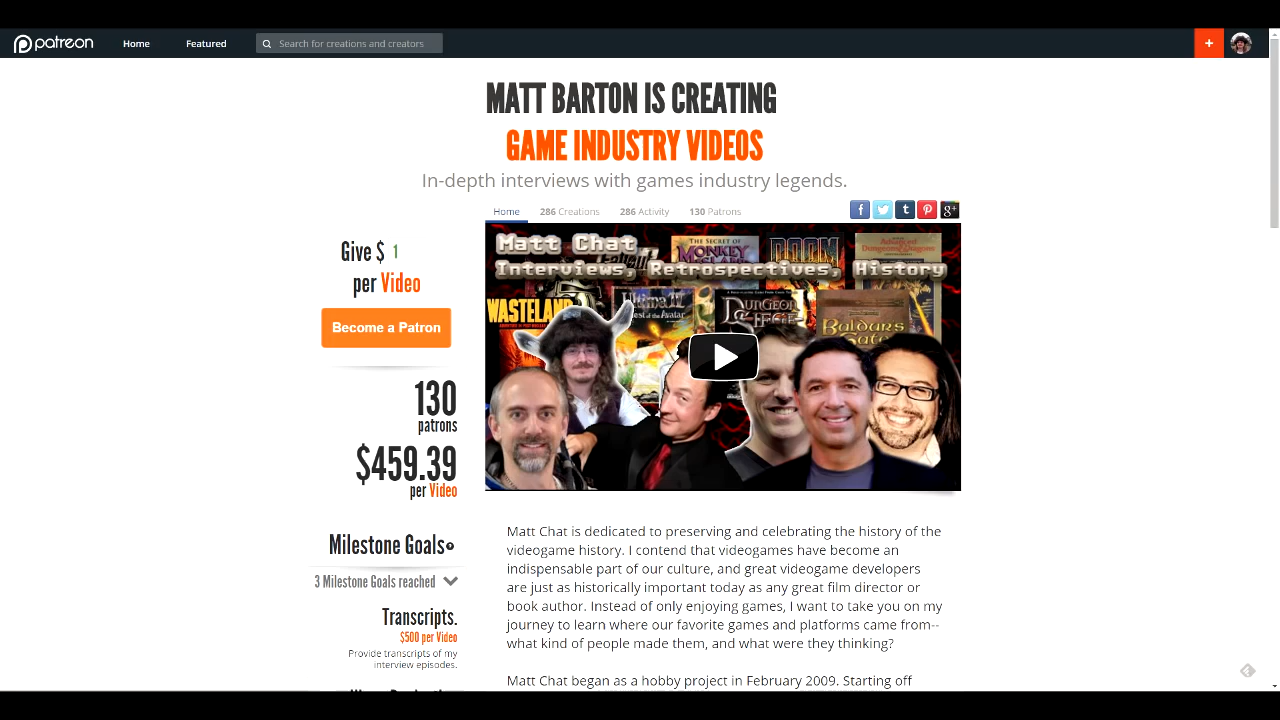 patreon
Home
Featured
Search for creations and creators
+
MATT BARTON IS CREATING
GAME INDUSTRY VIDEOS
In-depth interviews with games industry legends.
Home
286 Creations
286 Activity
130 Patrons
Give $ 1
per Video
Become a Patron
130
patrons
$459.39
per Video
Milestone Goals
3 Milestone Goals reached
Transcripts.
$500 per Video
Provide transcripts of my
interview episodes.
Matt Chat
Interviews, Retrospectives, History
THE SECRET OF
MONKEY
DOOM
Advanced
Dungeons & Dragons
WASTELAND
Ultima IV
Quest of the Avatar
DUNGEON
SIEGE
Baldurs
Gate
Matt Chat is dedicated to preserving and celebrating the history of the
videogame history. I contend that videogames have become an
indispensable part of our culture, and great videogame developers
are just as historically important today as any great film director or
book author. Instead of only enjoying games, I want to take you on my
journey to learn where our favorite games and platforms came from--
what kind of people made them, and what were they thinking?
Matt Chat began as a hobby project in February 2009. Starting off